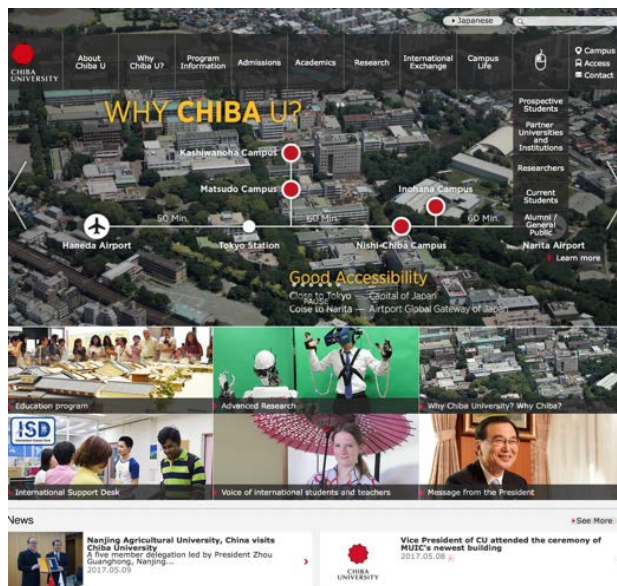 Japanese
CHIBA
UNIVERSITY
About
Chiba U
Why
Chiba U?
Program
Information
Admissions
Academics
Research
International
Exchange
Campus
Life
Campus
Access
Contact
Prospective
Students
Partner
Universities
and
Institutions
Researchers
Current
Students
Alumni /
General
Public
WHY CHIBA U?
Kashiwanoha Campus
Matsudo Campus
Inohana Campus
50 Min.
60 Min.
60 Min.
Haneda Airport
Tokyo Station
Nishi-Chiba Campus
Narita Airport
Learn more
Good Accessibility
Close to Tokyo — Capital of Japan
PAUSE
Coise to Narita — Airtport Global Gateway of Japan
Education program
Advanced Research
Why Chiba University? Why Chiba?
ISD
International Support Desk
International Support Desk
Voice of international students and teachers
Message from the President
News
See More
Nanjing Agricultural University, China visits
Chiba University
A five member delegation led by President Zhou
Guanghong, Nanjing...
2017.05.09
CHIBA
UNIVERSITY
Vice President of CU attended the ceremony of
MUIC's newest building
2017.05.08